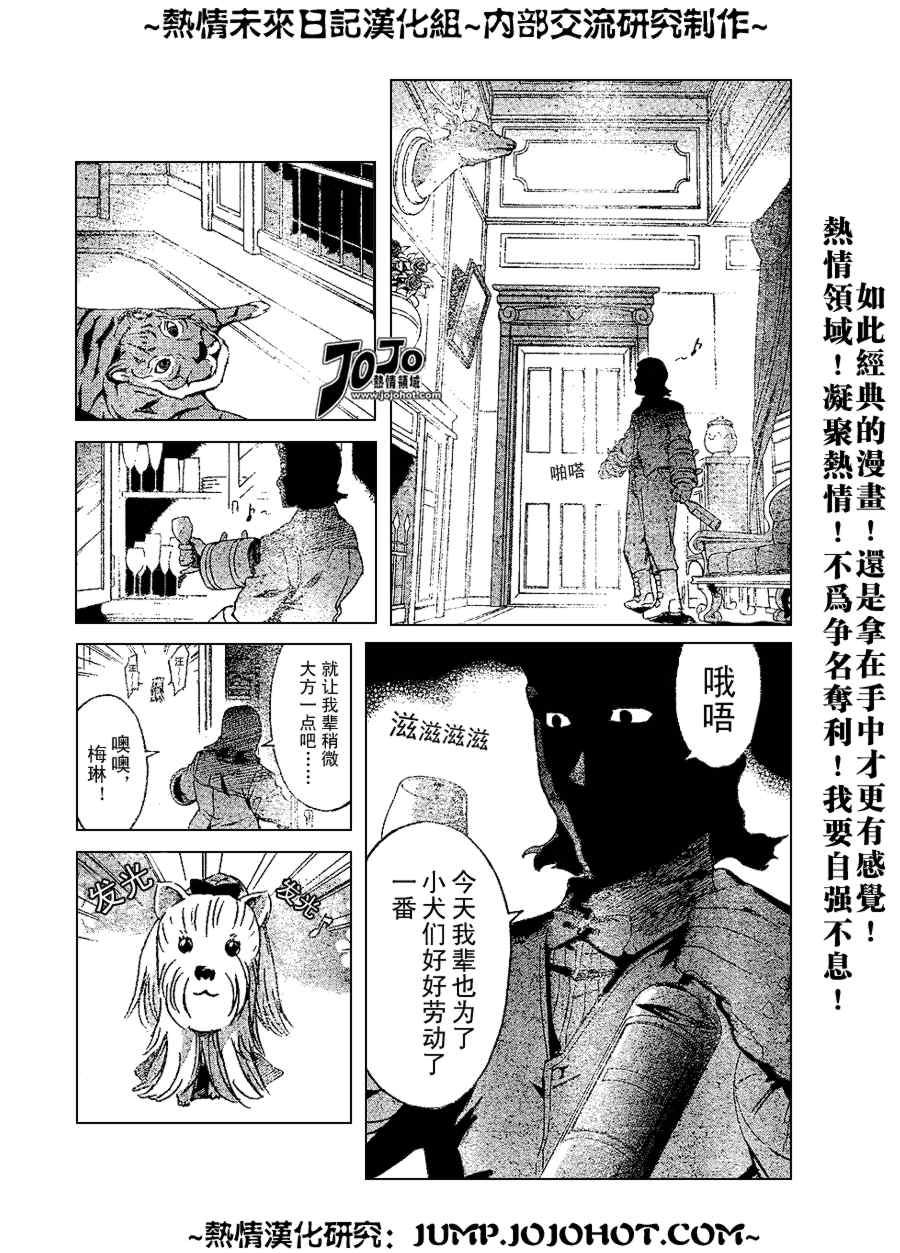 ~熱情未來日記漢化組~内部交流研究制作~
如此經典的漫畫！還是拿在手中才更有感覺！
熱情領域！凝聚熱情！不爲争名奪利！我要自强不息！
啪嗒
JOJO
熱情領域
www.jojohot.com
哦唔
滋滋滋滋
今天我辈也为了
小犬们好好劳动了
一番
就让我辈稍微
大方一点吧……
汪
汪
噢噢，
梅琳！
发光
发光
~熱情漢化研究：JUMP.JOJOHOT.COM~